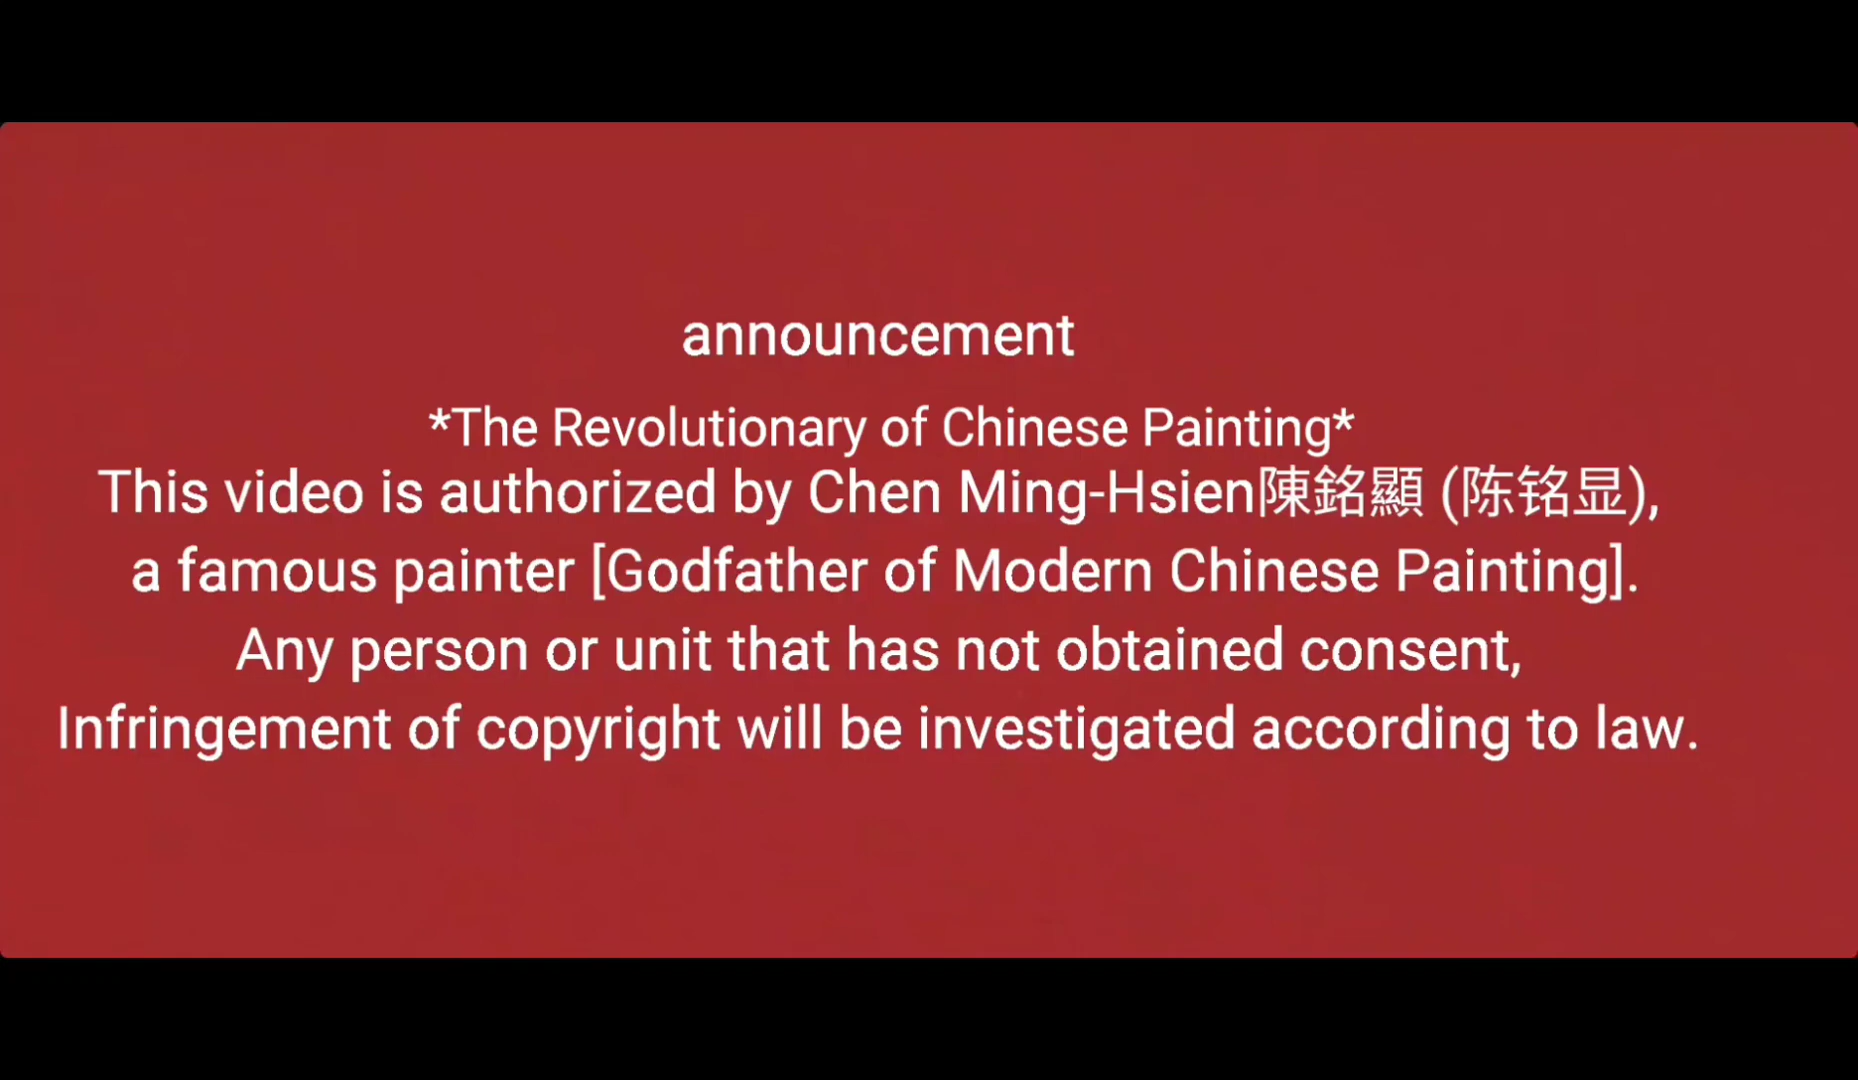 announcement
*The Revolutionary of Chinese Painting*
This video is authorized by Chen Ming-Hsien陳銘顯 (陈铭显),
a famous painter [Godfather of Modern Chinese Painting].
Any person or unit that has not obtained consent,
Infringement of copyright will be investigated according to law.